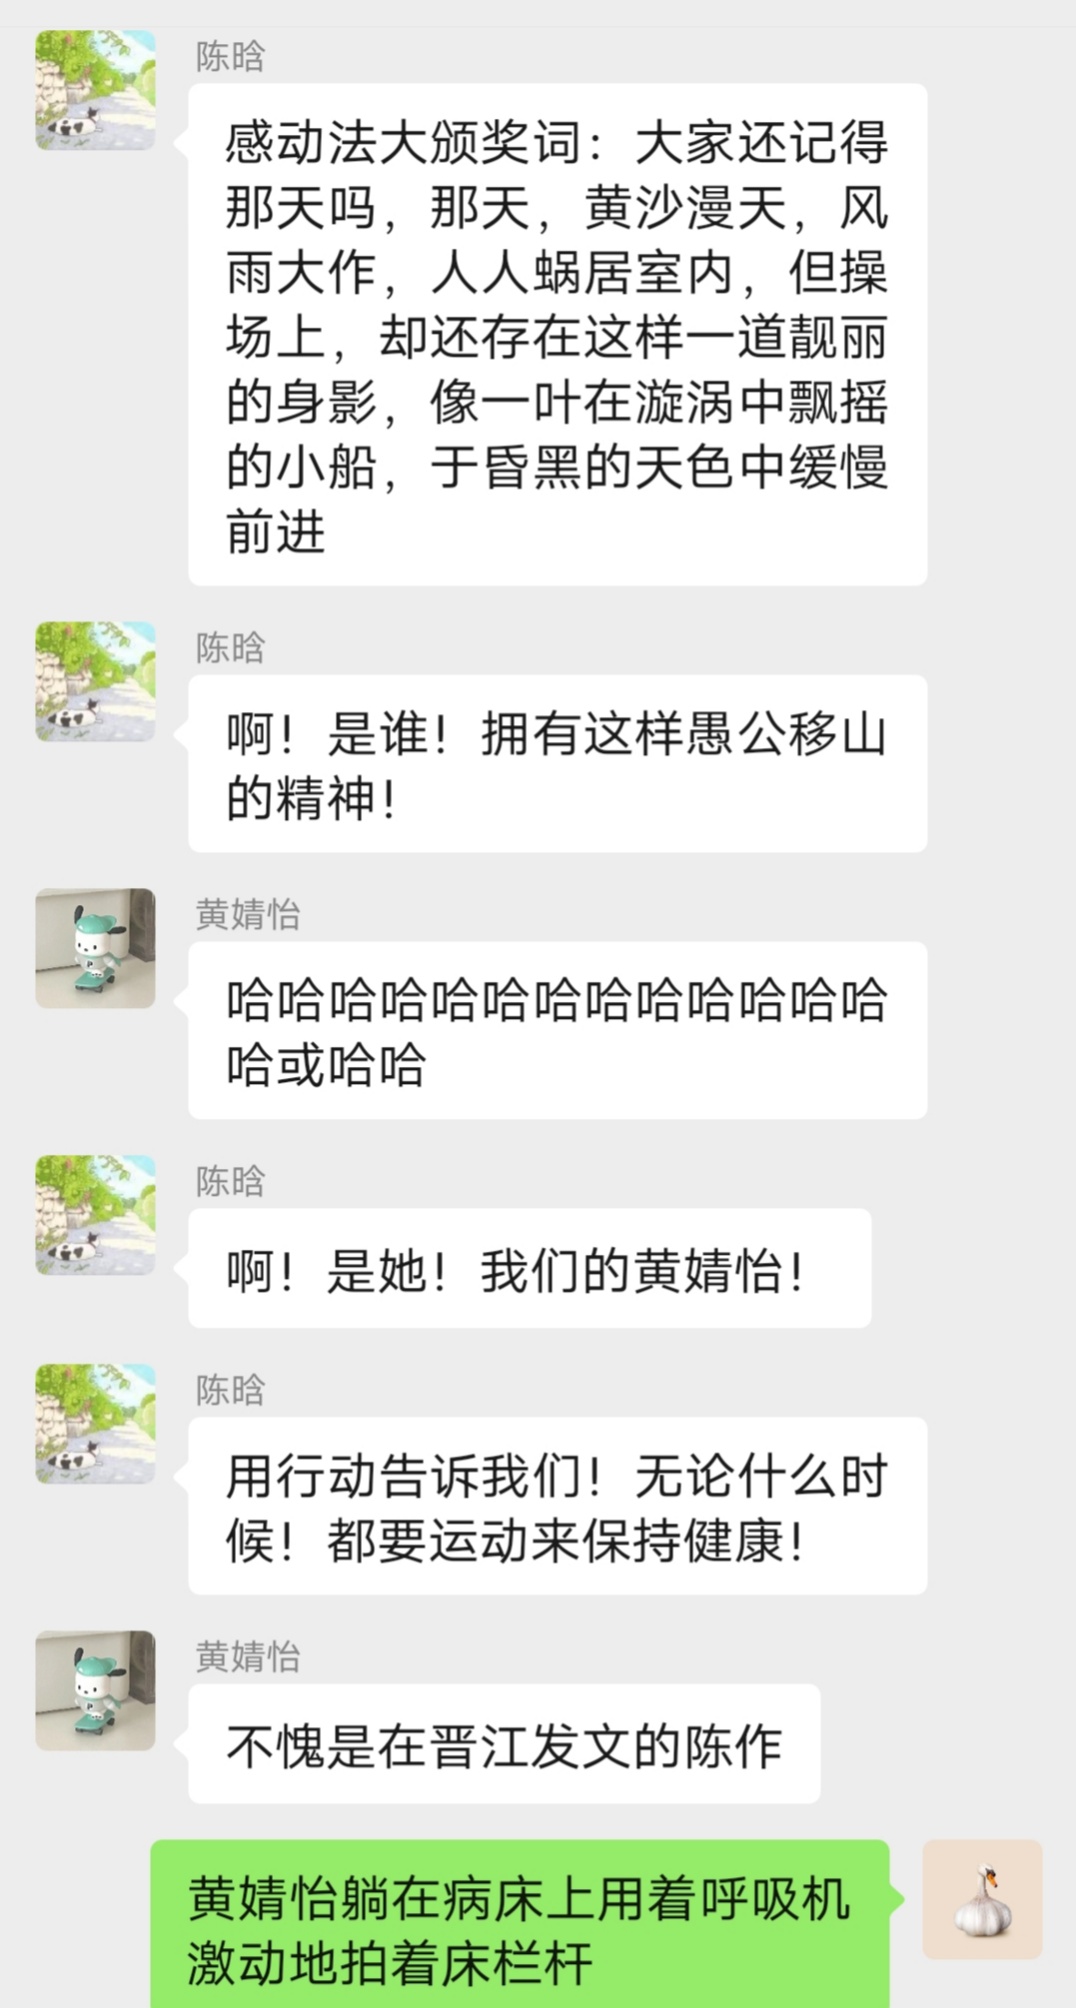 陈晗
感动法大颁奖词：大家还记得
那天吗，那天，黄沙漫天，风
雨大作，人人蜗居室内，但操
场上，却还存在这样一道靓丽
的身影，像一叶在漩涡中飘摇
的小船，于昏黑的天色中缓慢
前进
陈晗
啊！是谁！拥有这样愚公移山
的精神！
黄婧怡
哈哈哈哈哈哈哈哈哈哈哈哈哈
哈或哈哈
陈晗
啊！是她！我们的黄婧怡！
陈晗
用行动告诉我们！无论什么时
候！都要运动来保持健康！
黄婧怡
不愧是在晋江发文的陈作
黄婧怡躺在病床上用着呼吸机
激动地拍着床栏杆